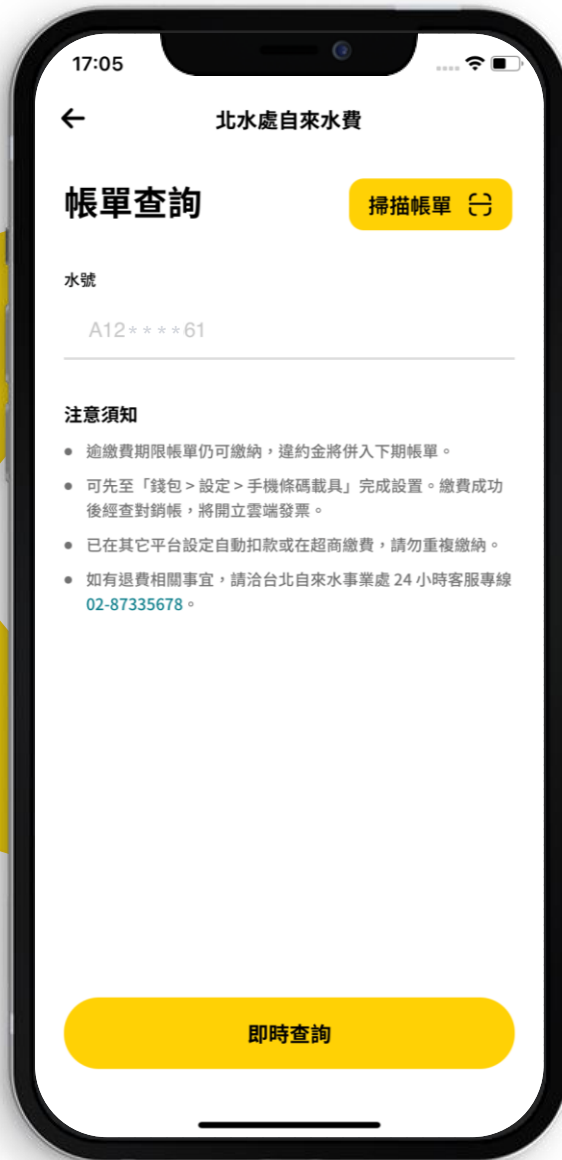 17:05
北水處自來水費
帳單查詢
掃描帳單
水號
A12****61
注意須知
逾繳費期限帳單仍可繳納，違約金將併入下期帳單。
可先至「錢包 > 設定 > 手機條碼載具」完成設置。繳費成功
後經查對銷帳，將開立雲端發票。
已在其它平台設定自動扣款或在超商繳費，請勿重複繳納。
如有退費相關事宜，請洽台北自來水事業處 24 小時客服專線
02-87335678。
即時查詢